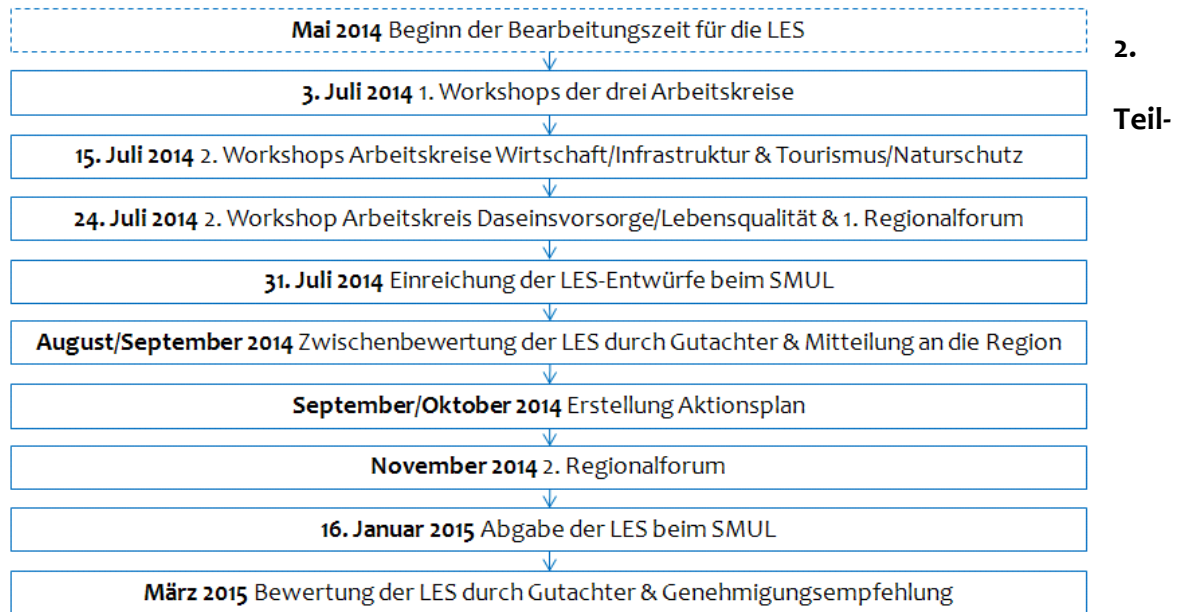 Mai 2014 Beginn der Bearbeitungszeit für die LES
2.
3. Juli 2014 1. Workshops der drei Arbeitskreise
Teil-
15. Juli 2014 2. Workshops Arbeitskreise Wirtschaft/Infrastruktur & Tourismus/Naturschutz
24. Juli 2014 2. Workshop Arbeitskreis Daseinsvorsorge/Lebensqualität & 1. Regionalforum
31. Juli 2014 Einreichung der LES-Entwürfe beim SMUL
August/September 2014 Zwischenbewertung der LES durch Gutachter & Mitteilung an die Region
September/Oktober 2014 Erstellung Aktionsplan
November 2014 2. Regionalforum
16. Januar 2015 Abgabe der LES beim SMUL
März 2015 Bewertung der LES durch Gutachter & Genehmigungsempfehlung